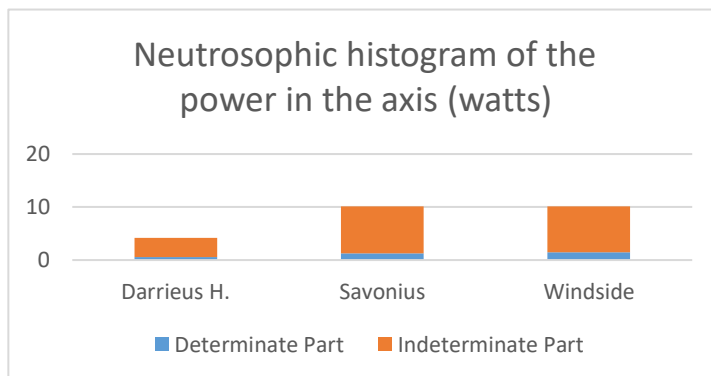 Neutrosophic histogram of the
power in the axis (watts)
20
10
0
Darrieus H. Savonius Windside
Determinate Part Indeterminate Part